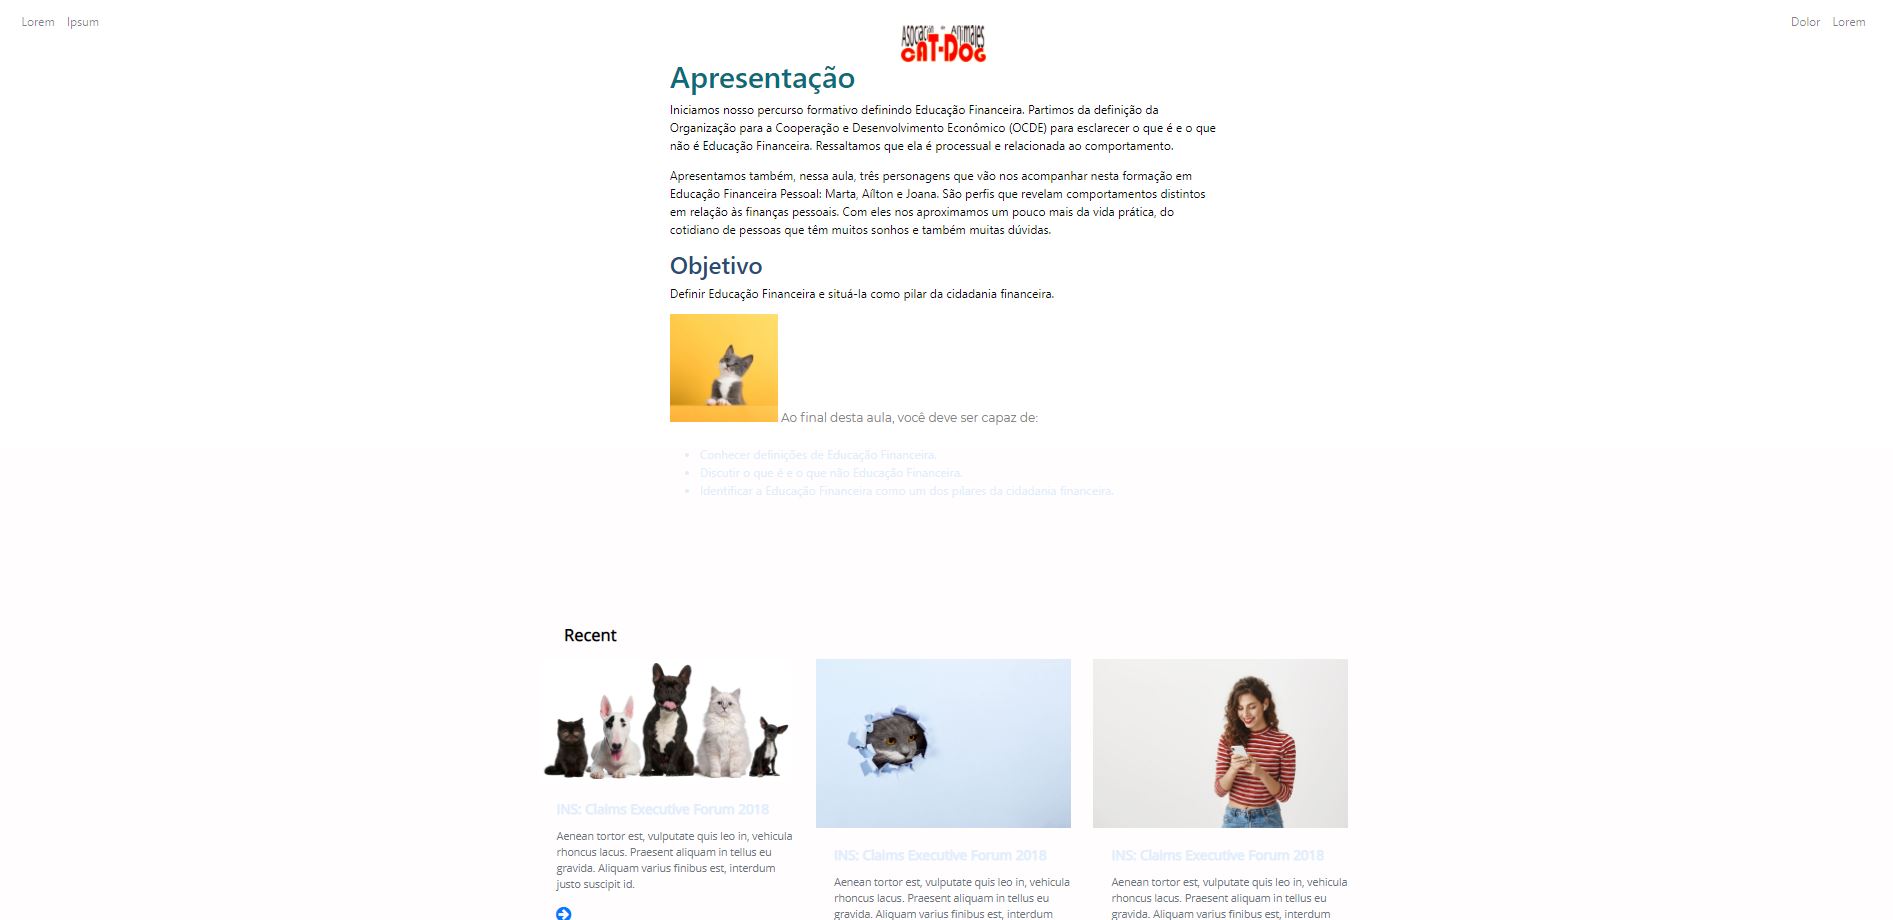 Lorem Ipsum
Dolor Lorem
Asociación de Animales
CAT-DOG
Apresentação
Iniciamos nosso percurso formativo definindo Educação Financeira. Partimos da definição da
Organização para a Cooperação e Desenvolvimento Econômico (OCDE) para esclarecer o que é e o que
não é Educação Financeira. Ressaltamos que ela é processual e relacionada ao comportamento.
Apresentamos também, nessa aula, três personagens que vão nos acompanhar nesta formação em
Educação Financeira Pessoal: Marta, Aílton e Joana. São perfis que revelam comportamentos distintos
em relação às finanças pessoais. Com eles nos aproximamos um pouco mais da vida prática, do
cotidiano de pessoas que têm muitos sonhos e também muitas dúvidas.
Objetivo
Definir Educação Financeira e situá-la como pilar da cidadania financeira.
Ao final desta aula, você deve ser capaz de:
• Conhecer definições de Educação Financeira.
• Discutir o que é e o que não Educação Financeira.
• Identificar a Educação Financeira como um dos pilares da cidadania financeira.
Recent
INS: Claims Executive Forum 2018
Aenean tortor est, vulputate quis leo in, vehicula
rhoncus lacus. Praesent aliquam in tellus eu
gravida. Aliquam varius finibus est, interdum
justo suscipit id.
INS: Claims Executive Forum 2018
Aenean tortor est, vulputate quis leo in, vehicula
rhoncus lacus. Praesent aliquam in tellus eu
gravida. Aliquam varius finibus est, interdum
INS: Claims Executive Forum 2018
Aenean tortor est, vulputate quis leo in, vehicula
rhoncus lacus. Praesent aliquam in tellus eu
gravida. Aliquam varius finibus est, interdum